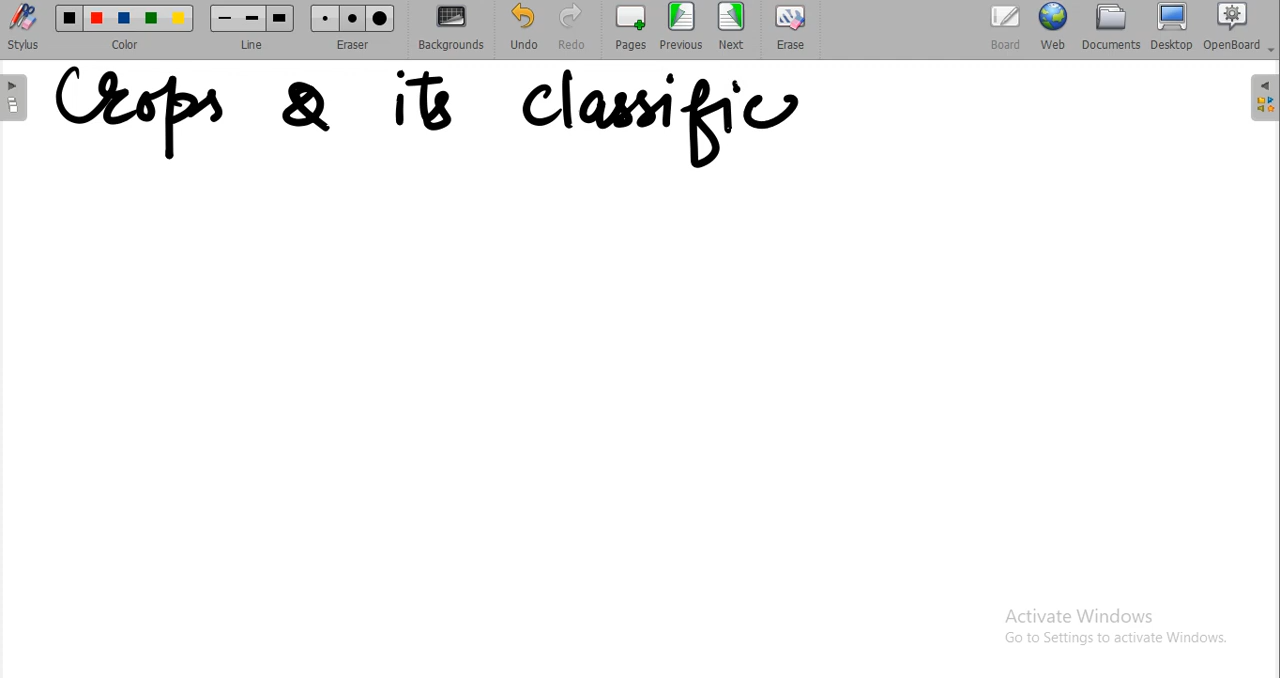 Stylus Color Line Eraser Backgrounds Undo Redo Pages Previous Next Erase Board Web Documents Desktop OpenBoard
Crops & its classific
Activate Windows
Go to Settings to activate Windows.